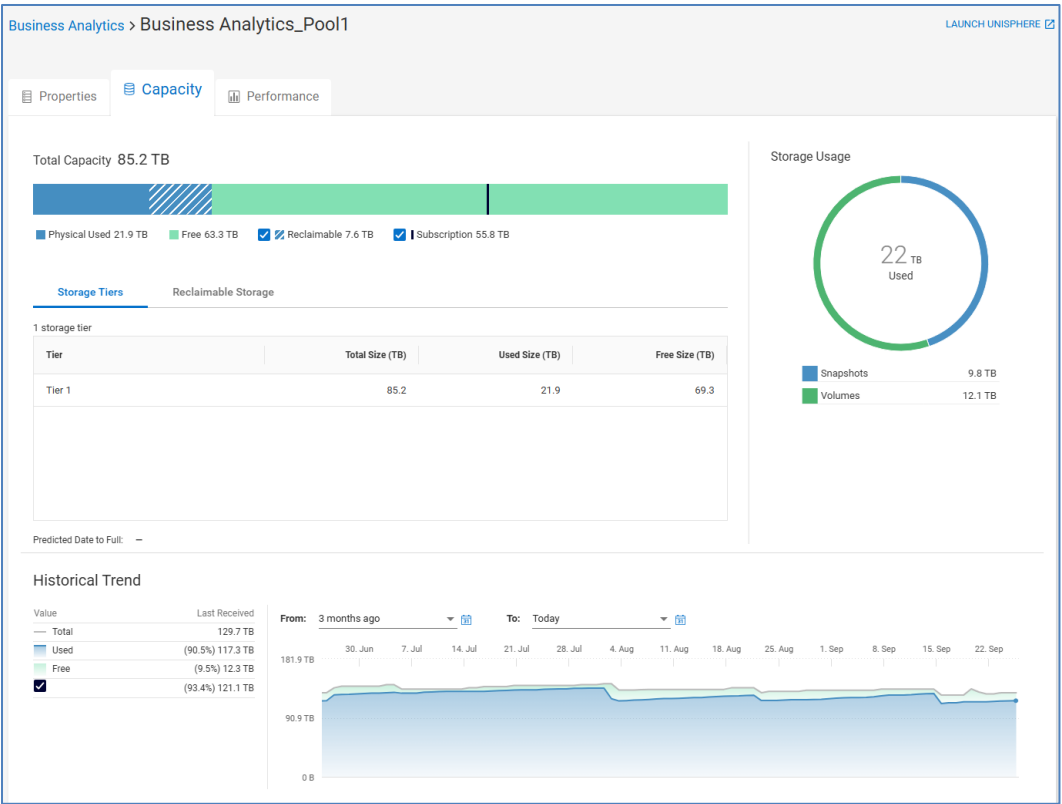 Business Analytics > Business Analytics_Pool1
LAUNCH UNISPHERE
Properties
Capacity
Performance
Total Capacity 85.2 TB
Physical Used 21.9 TB
Free 63.3 TB
Reclaimable 7.6 TB
Subscription 55.8 TB
Storage Tiers
Reclaimable Storage
1 storage tier
Tier Total Size (TB) Used Size (TB) Free Size (TB)
Tier 1 85.2 21.9 69.3
Predicted Date to Full: –
Storage Usage
22 TB
Used
Snapshots 9.8 TB
Volumes 12.1 TB
Historical Trend
Value Last Received
Total 129.7 TB
Used (90.5%) 117.3 TB
Free (9.5%) 12.3 TB
(93.4%) 121.1 TB
From: 3 months ago 31 To: Today 31
30. Jun 7. Jul 14. Jul 21. Jul 28. Jul 4. Aug 11. Aug 18. Aug 25. Aug 1. Sep 8. Sep 15. Sep 22. Sep
181.9 TB
90.9 TB
0 B